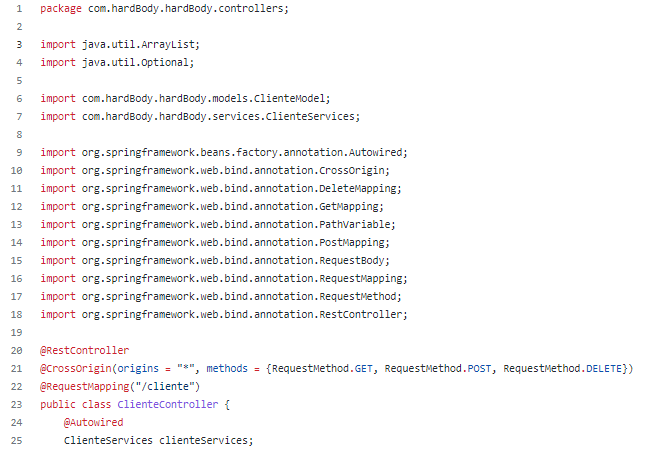 1 package com.hardBody.hardBody.controllers;
2
3 import java.util.ArrayList;
4 import java.util.Optional;
5
6 import com.hardBody.hardBody.models.ClienteModel;
7 import com.hardBody.hardBody.services.ClienteServices;
8
9 import org.springframework.beans.factory.annotation.Autowired;
10 import org.springframework.web.bind.annotation.CrossOrigin;
11 import org.springframework.web.bind.annotation.DeleteMapping;
12 import org.springframework.web.bind.annotation.GetMapping;
13 import org.springframework.web.bind.annotation.PathVariable;
14 import org.springframework.web.bind.annotation.PostMapping;
15 import org.springframework.web.bind.annotation.RequestBody;
16 import org.springframework.web.bind.annotation.RequestMapping;
17 import org.springframework.web.bind.annotation.RequestMethod;
18 import org.springframework.web.bind.annotation.RestController;
19
20 @RestController
21 @CrossOrigin(origins = "*", methods = {RequestMethod.GET, RequestMethod.POST, RequestMethod.DELETE})
22 @RequestMapping("/cliente")
23 public class ClienteController {
24     @Autowired
25     ClienteServices clienteServices;